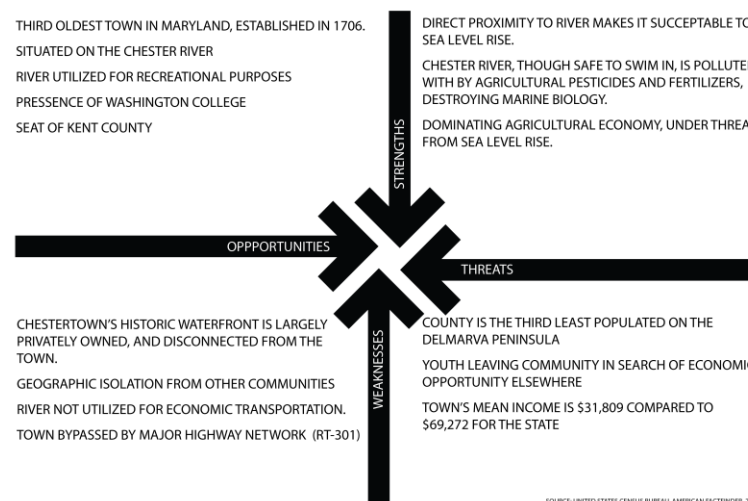 THIRD OLDEST TOWN IN MARYLAND, ESTABLISHED IN 1706.
SITUATED ON THE CHESTER RIVER
RIVER UTILIZED FOR RECREATIONAL PURPOSES
PRESSENCE OF WASHINGTON COLLEGE
SEAT OF KENT COUNTY
DIRECT PROXIMITY TO RIVER MAKES IT SUCCEPTABLE TO
SEA LEVEL RISE.
CHESTER RIVER, THOUGH SAFE TO SWIM IN, IS POLLUTED
WITH BY AGRICULTURAL PESTICIDES AND FERTILIZERS,
DESTROYING MARINE BIOLOGY.
DOMINATING AGRICULTURAL ECONOMY, UNDER THREA
FROM SEA LEVEL RISE.
STRENGTHS
OPPPORTUNITIES
THREATS
WEAKNESSES
CHESTERTOWN'S HISTORIC WATERFRONT IS LARGELY
PRIVATELY OWNED, AND DISCONNECTED FROM THE
TOWN.
GEOGRAPHIC ISOLATION FROM OTHER COMMUNITIES
RIVER NOT UTILIZED FOR ECONOMIC TRANSPORTATION.
TOWN BYPASSED BY MAJOR HIGHWAY NETWORK (RT-301)
COUNTY IS THE THIRD LEAST POPULATED ON THE
DELMARVA PENINSULA
YOUTH LEAVING COMMUNITY IN SEARCH OF ECONOMIC
OPPORTUNITY ELSEWHERE
TOWN'S MEAN INCOME IS $31,809 COMPARED TO
$69,272 FOR THE STATE